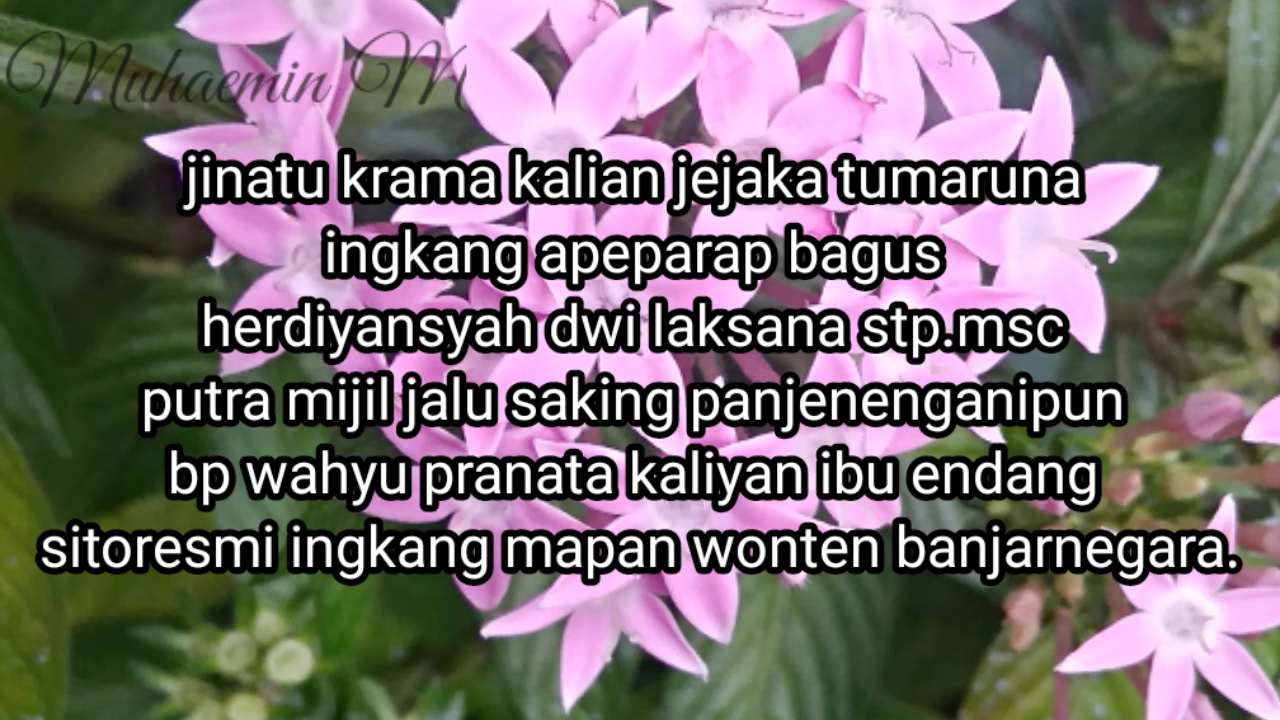 Muhaemin M
jinatu krama kalian jejaka tumaruna
ingkang apeparap bagus
herdiyansyah dwi laksana stp.msc
putra mijil jalu saking panjenenganipun
bp wahyu pranata kaliyan ibu endang
sitoresmi ingkang mapan wonten banjarnegara.